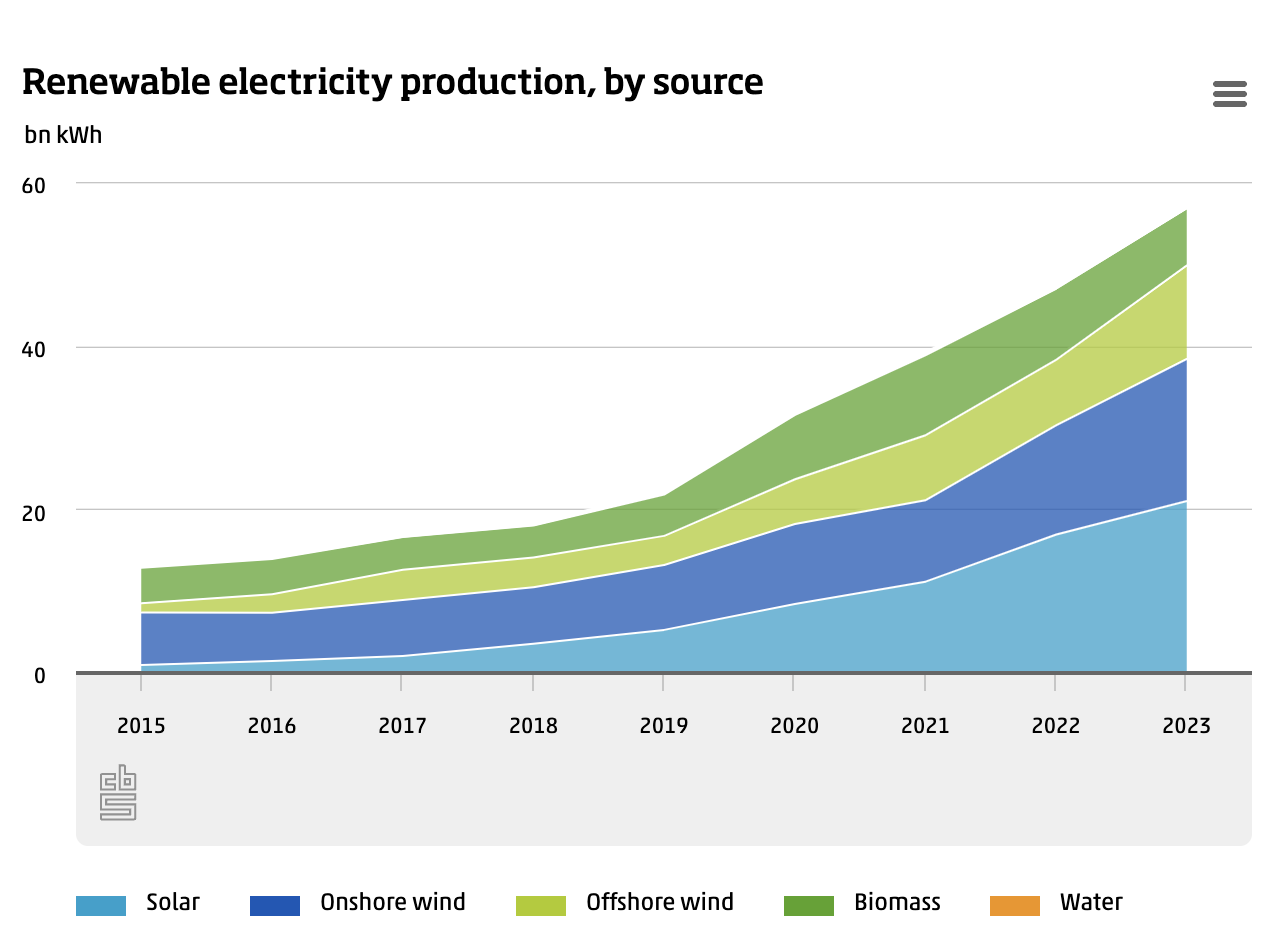 Renewable electricity production, by source
bn kWh
60
40
20
0
2015 2016 2017 2018 2019 2020 2021 2022 2023
cbs
Solar Onshore wind Offshore wind Biomass Water